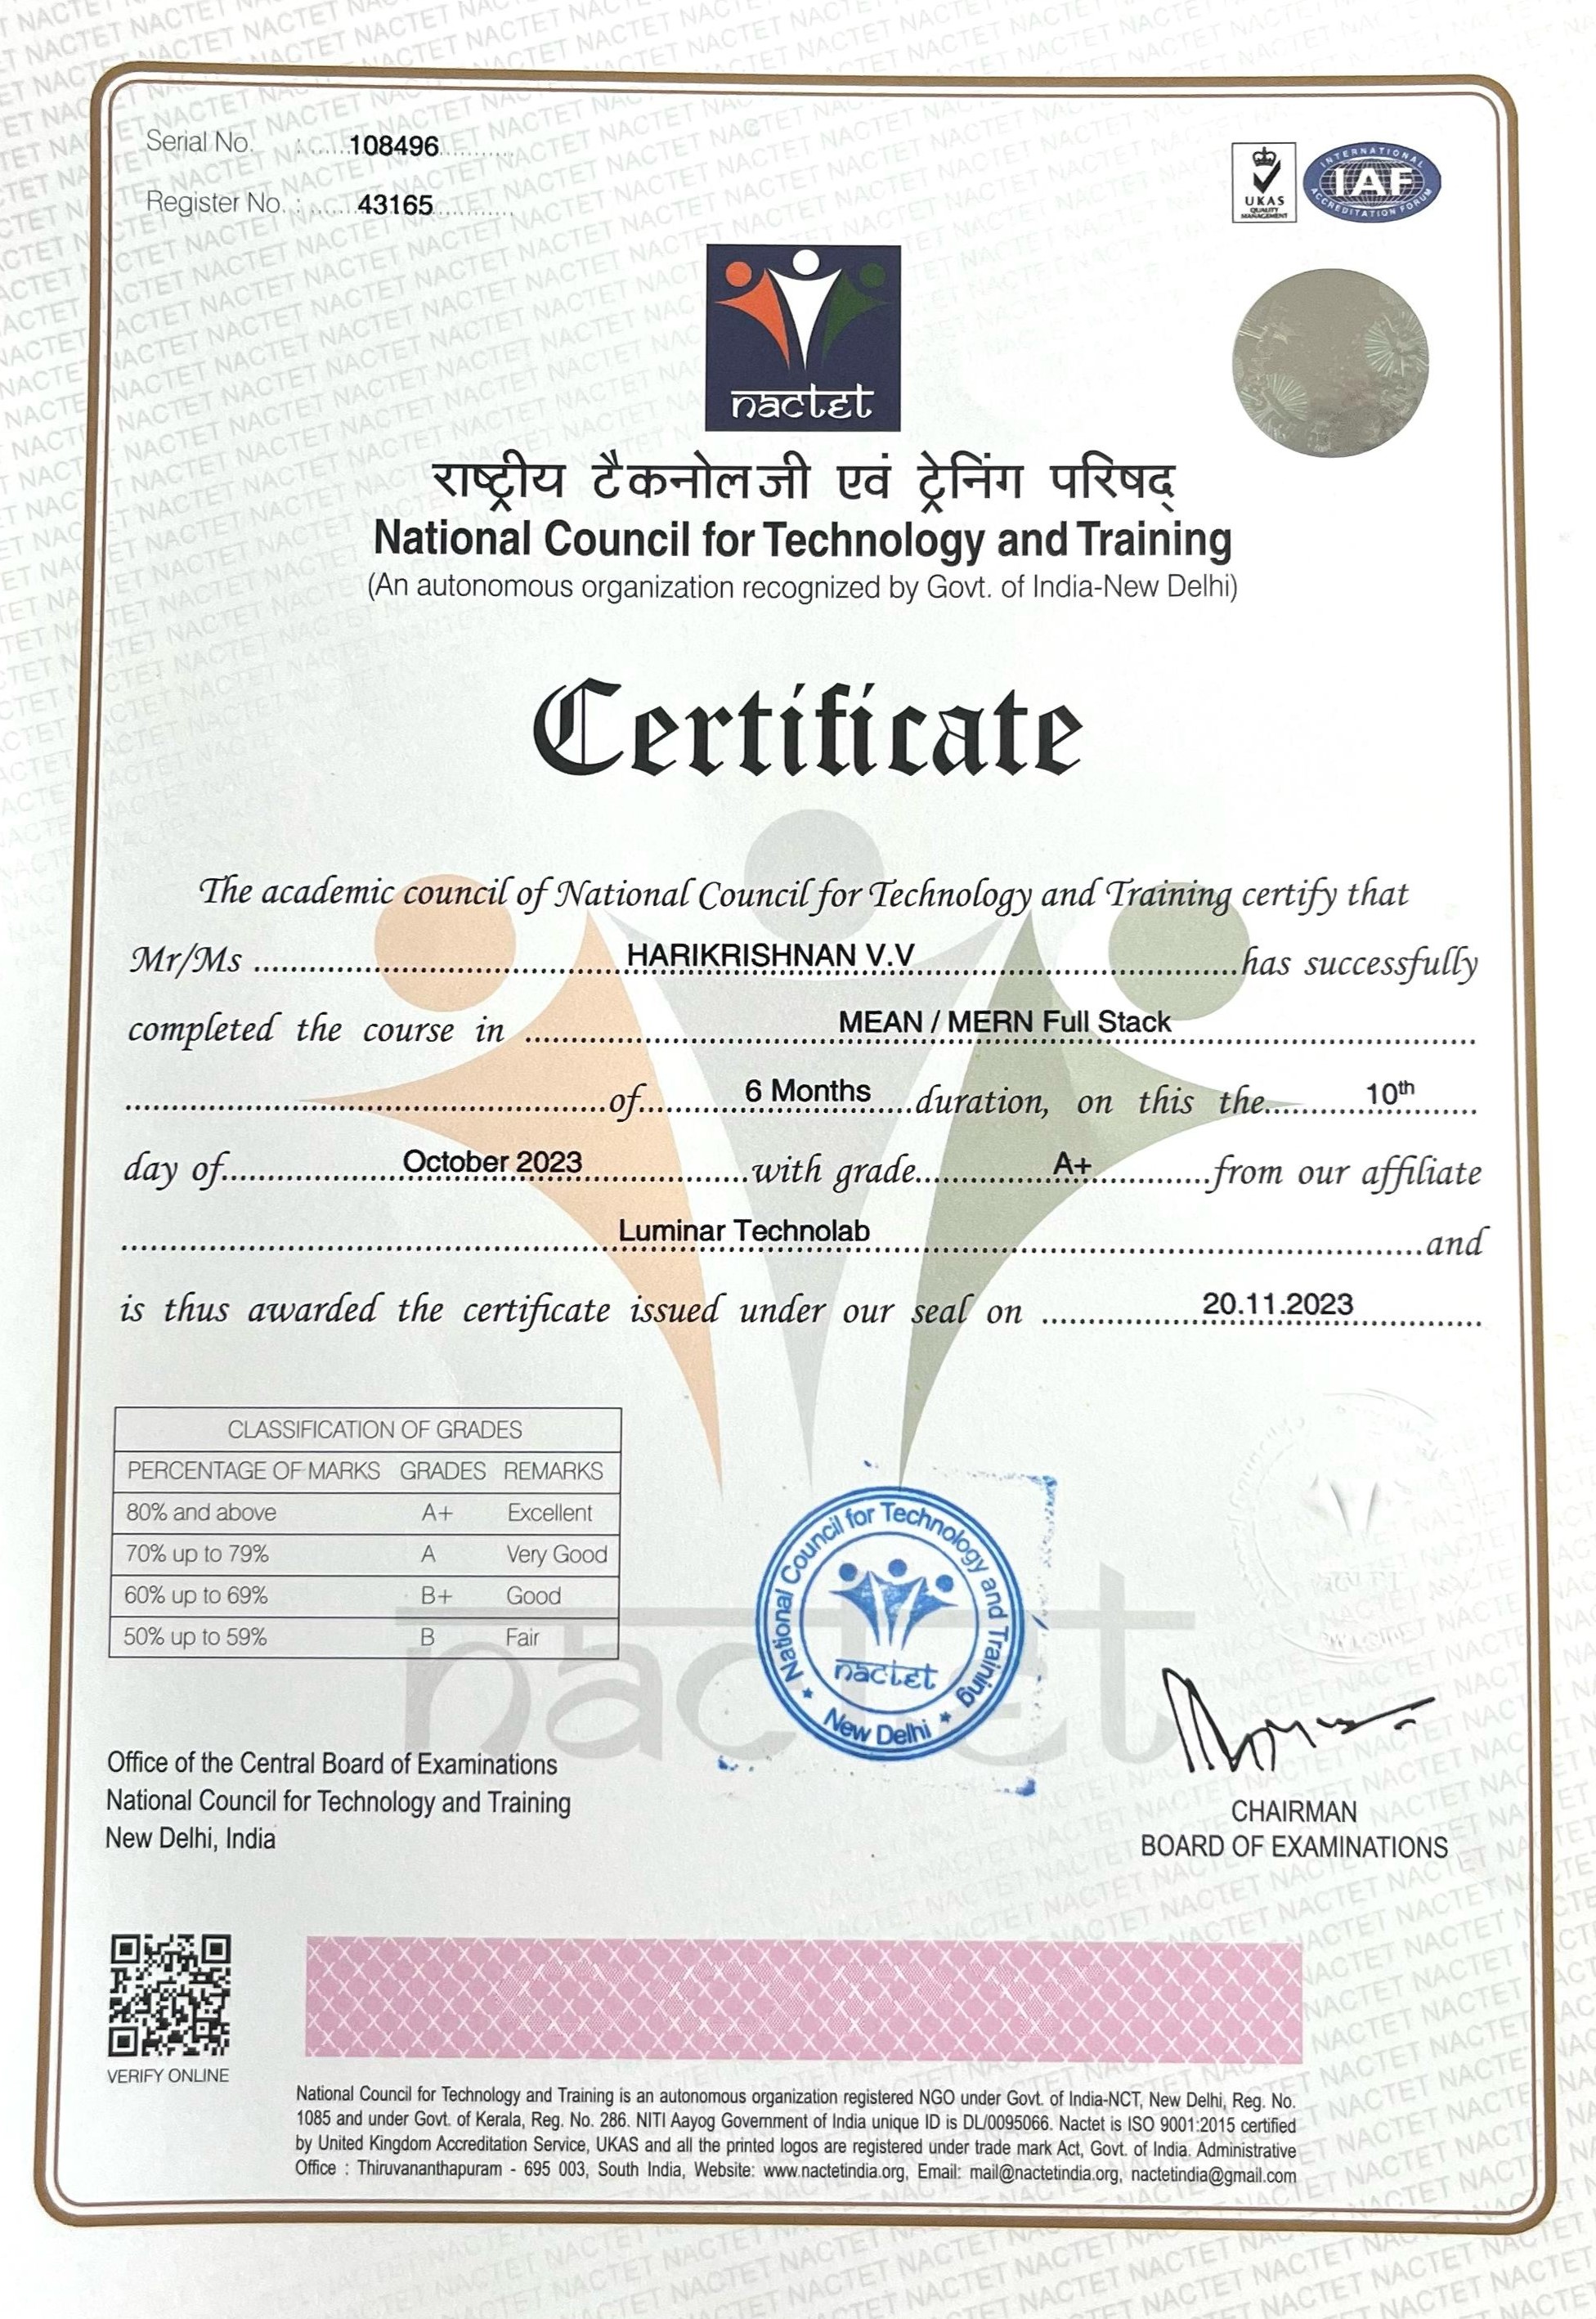 Serial No. : 108496
Register No. : 43165
UKAS
QUALITY
MANAGEMENT
INTERNATIONAL
IAF
ACCREDITATION FORUM
nactet
राष्ट्रीय टैकनोलजी एवं ट्रेनिंग परिषद्
National Council for Technology and Training
(An autonomous organization recognized by Govt. of India-New Delhi)
Certificate
The academic council of National Council for Technology and Training certify that
Mr/Ms HARIKRISHNAN V.V has successfully
completed the course in MEAN / MERN Full Stack
of 6 Months duration, on this the 10th
day of October 2023 with grade A+ from our affiliate
Luminar Technolab and
is thus awarded the certificate issued under our seal on 20.11.2023
CLASSIFICATION OF GRADES
PERCENTAGE OF MARKS GRADES REMARKS
80% and above A+ Excellent
70% up to 79% A Very Good
60% up to 69% B+ Good
50% up to 59% B Fair
National Council for Technology and Training
nactet
New Delhi
Office of the Central Board of Examinations
National Council for Technology and Training
New Delhi, India
CHAIRMAN
BOARD OF EXAMINATIONS
VERIFY ONLINE
National Council for Technology and Training is an autonomous organization registered NGO under Govt. of India-NCT, New Delhi, Reg. No.
1085 and under Govt. of Kerala, Reg. No. 286. NITI Aayog Government of India unique ID is DL/0095066. Nactet is ISO 9001:2015 certified
by United Kingdom Accreditation Service, UKAS and all the printed logos are registered under trade mark Act, Govt. of India. Administrative
Office : Thiruvananthapuram - 695 003, South India, Website: www.nactetindia.org, Email: mail@nactetindia.org, nactetindia@gmail.com